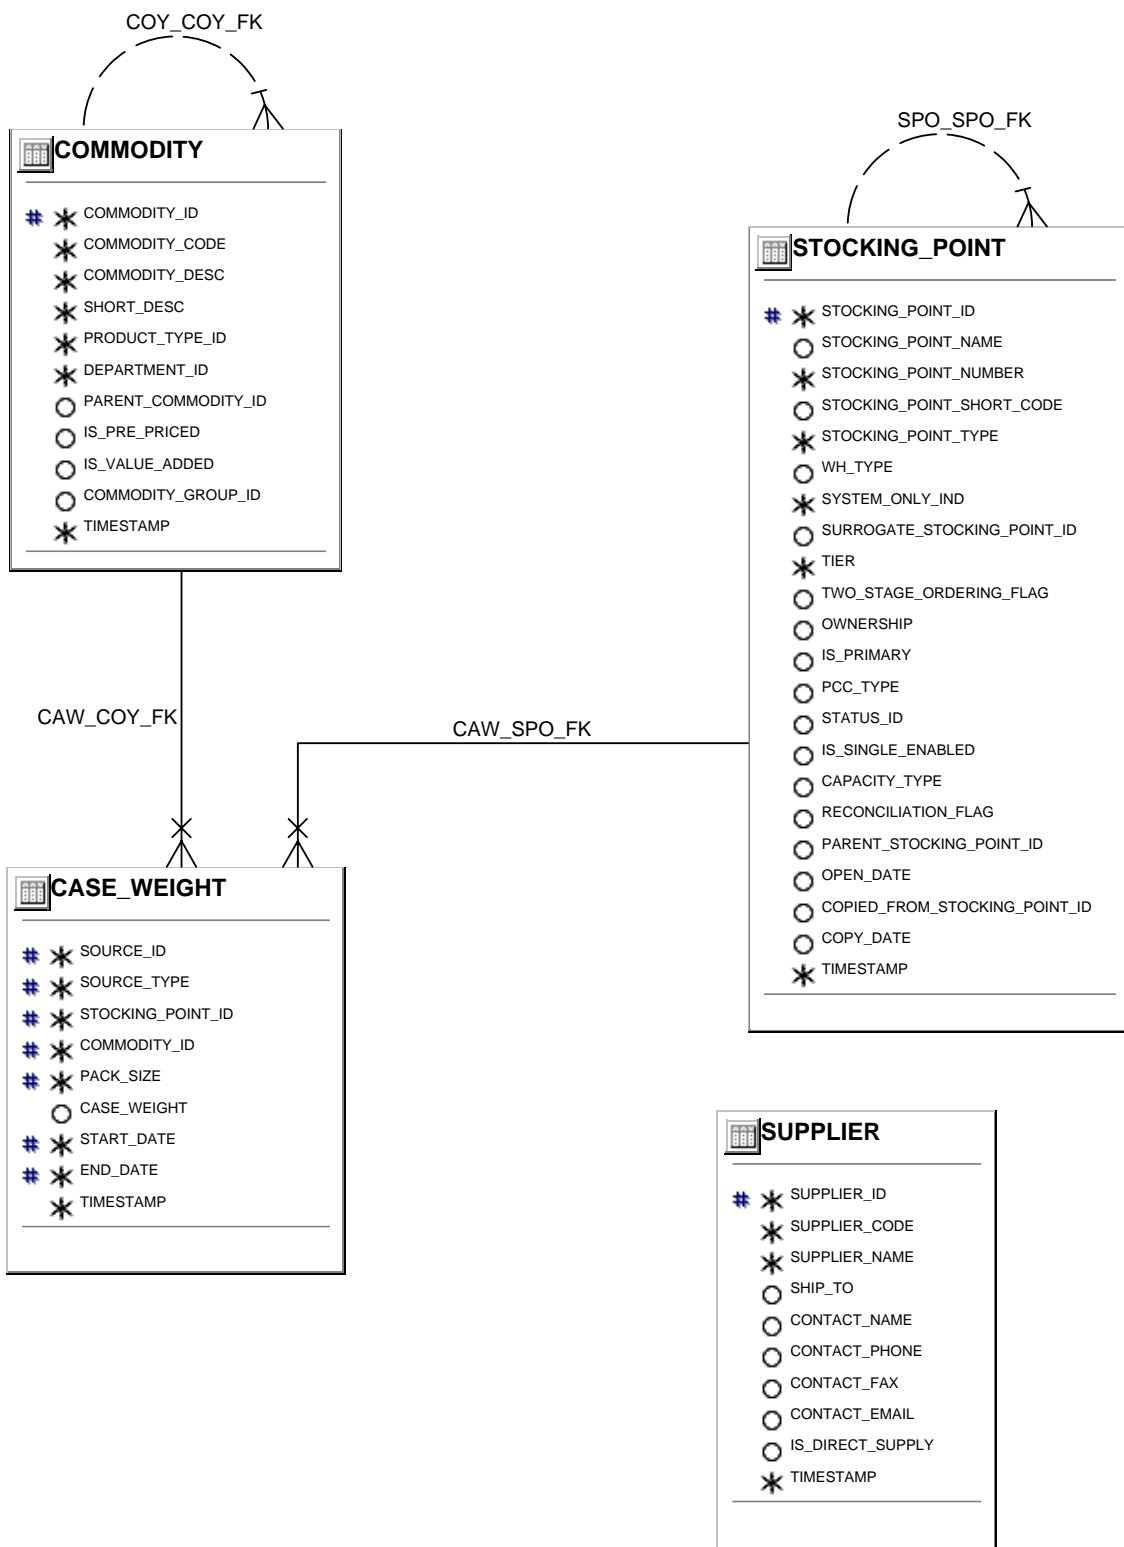 COY_COY_FK
COMMODITY
# * COMMODITY_ID
* COMMODITY_CODE
* COMMODITY_DESC
* SHORT_DESC
* PRODUCT_TYPE_ID
* DEPARTMENT_ID
PARENT_COMMODITY_ID
IS_PRE_PRICED
IS_VALUE_ADDED
COMMODITY_GROUP_ID
* TIMESTAMP
SPO_SPO_FK
STOCKING_POINT
# * STOCKING_POINT_ID
STOCKING_POINT_NAME
* STOCKING_POINT_NUMBER
STOCKING_POINT_SHORT_CODE
* STOCKING_POINT_TYPE
WH_TYPE
* SYSTEM_ONLY_IND
SURROGATE_STOCKING_POINT_ID
* TIER
TWO_STAGE_ORDERING_FLAG
OWNERSHIP
IS_PRIMARY
PCC_TYPE
STATUS_ID
IS_SINGLE_ENABLED
CAPACITY_TYPE
RECONCILIATION_FLAG
PARENT_STOCKING_POINT_ID
OPEN_DATE
COPIED_FROM_STOCKING_POINT_ID
COPY_DATE
* TIMESTAMP
CAW_COY_FK
CAW_SPO_FK
CASE_WEIGHT
# * SOURCE_ID
# * SOURCE_TYPE
# * STOCKING_POINT_ID
# * COMMODITY_ID
# * PACK_SIZE
CASE_WEIGHT
# * START_DATE
# * END_DATE
* TIMESTAMP
SUPPLIER
# * SUPPLIER_ID
* SUPPLIER_CODE
* SUPPLIER_NAME
SHIP_TO
CONTACT_NAME
CONTACT_PHONE
CONTACT_FAX
CONTACT_EMAIL
IS_DIRECT_SUPPLY
* TIMESTAMP